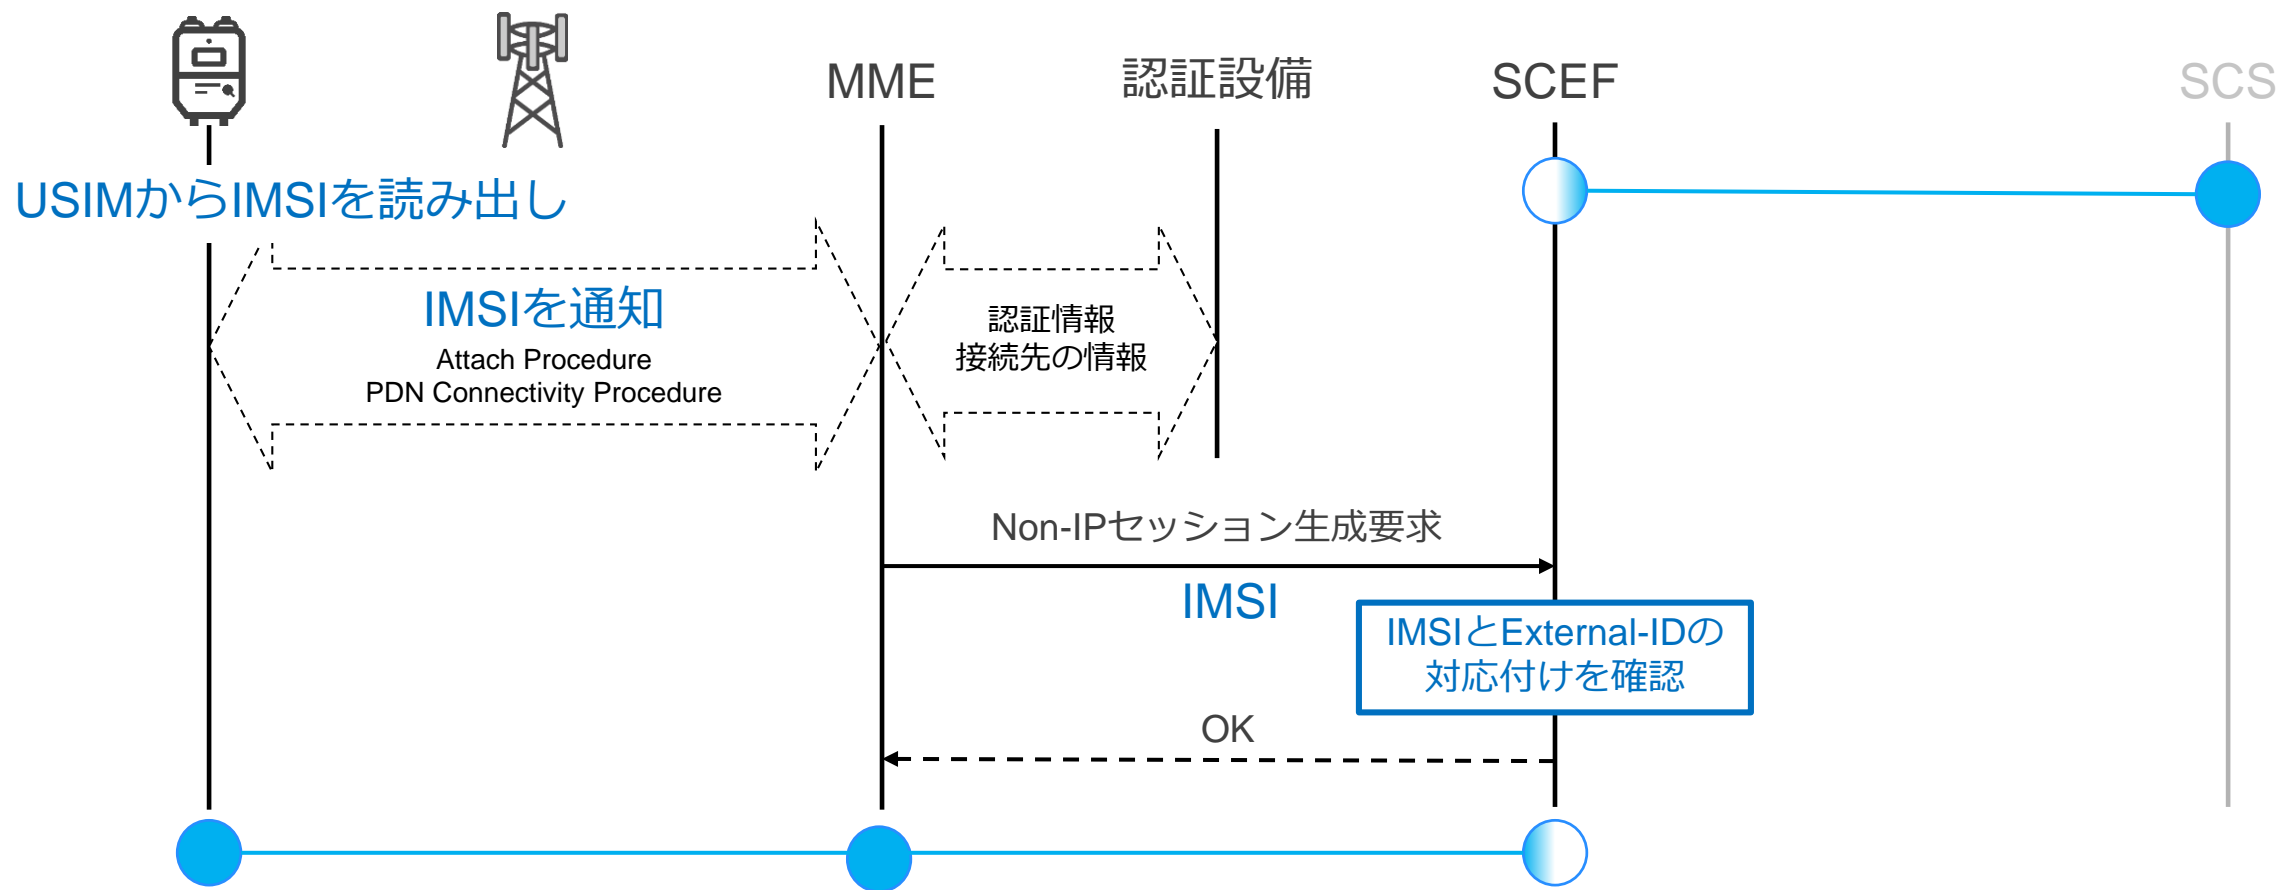 MME
認証設備
SCEF
SCS
USIMからIMSIを読み出し
IMSIを通知
Attach Procedure
PDN Connectivity Procedure
認証情報
接続先の情報
Non-IPセッション生成要求
IMSI
IMSIとExternal-IDの
対応付けを確認
OK